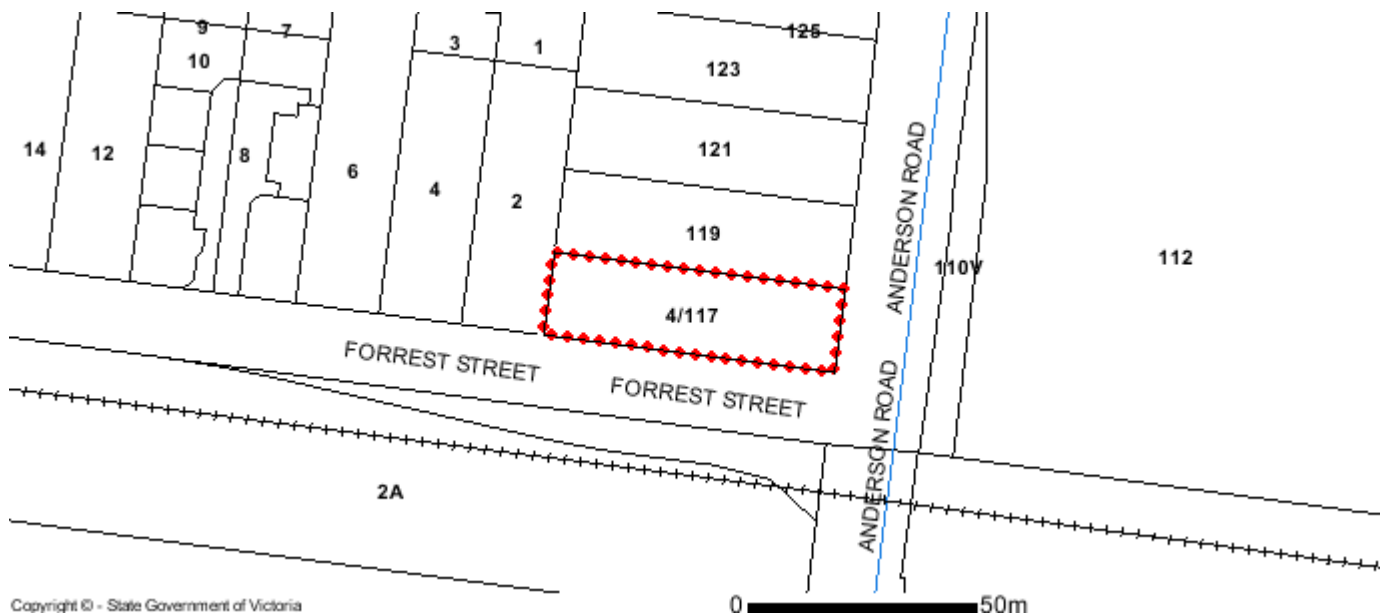 9
7
125
3
1
10
123
14
12
8
121
6
4
2
119
ANDERSON ROAD
110V
112
4/117
FORREST STREET
FORREST STREET
ANDERSON ROAD
2A
Copyright © - State Government of Victoria
0
50m